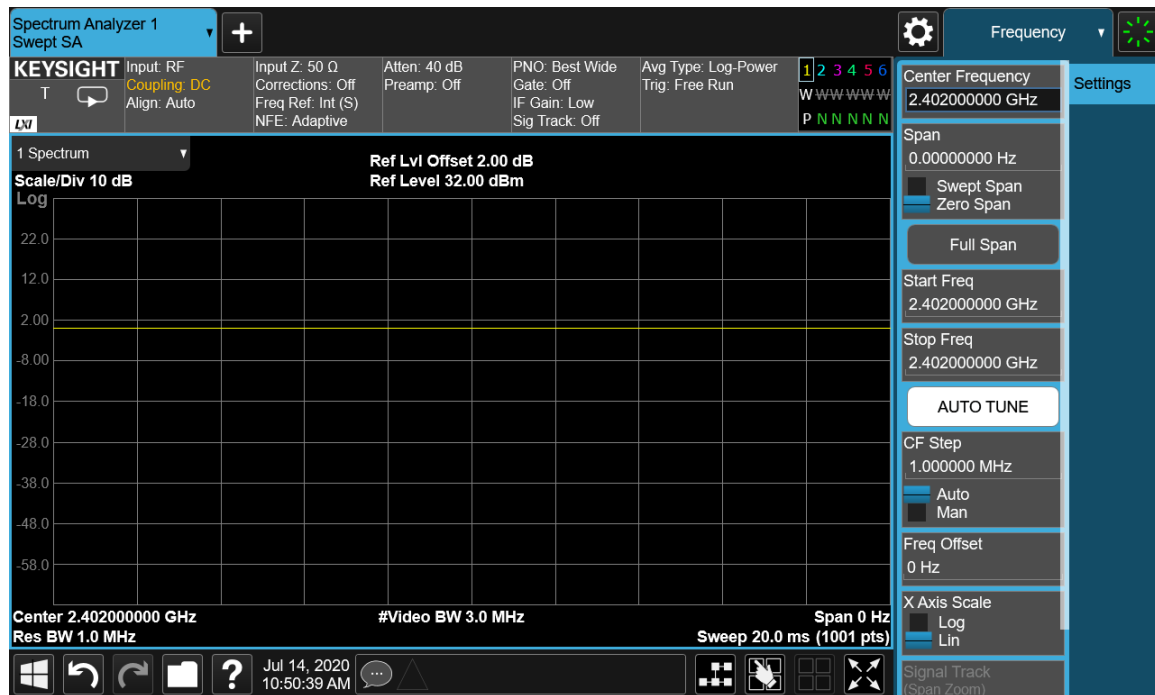 Spectrum Analyzer 1
Swept SA
Frequency
KEYSIGHT
T
LXI
Input: RF
Coupling: DC
Align: Auto
Input Z: 50 Ω
Corrections: Off
Freq Ref: Int (S)
NFE: Adaptive
Atten: 40 dB
Preamp: Off
PNO: Best Wide
Gate: Off
IF Gain: Low
Sig Track: Off
Avg Type: Log-Power
Trig: Free Run
1 2 3 4 5 6
W W W W W W
P N N N N N
1 Spectrum
Scale/Div 10 dB
Log
Ref Lvl Offset 2.00 dB
Ref Level 32.00 dBm
22.0
12.0
2.00
-8.00
-18.0
-28.0
-38.0
-48.0
-58.0
Center 2.402000000 GHz
Res BW 1.0 MHz
#Video BW 3.0 MHz
Span 0 Hz
Sweep 20.0 ms (1001 pts)
Jul 14, 2020
10:50:39 AM
Center Frequency
2.402000000 GHz
Span
0.00000000 Hz
Swept Span
Zero Span
Full Span
Start Freq
2.402000000 GHz
Stop Freq
2.402000000 GHz
AUTO TUNE
CF Step
1.000000 MHz
Auto
Man
Freq Offset
0 Hz
X Axis Scale
Log
Lin
Signal Track
(Span Zoom)
Settings